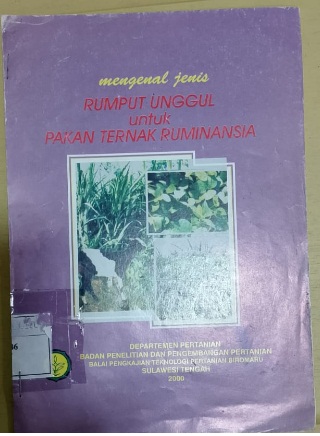 mengenal jenis
RUMPUT UNGGUL
untuk
PAKAN TERNAK RUMINANSIA
DEPARTEMEN PERTANIAN
BADAN PENELITIAN DAN PENGEMBANGAN PERTANIAN
BALAI PENGKAJIAN TEKNOLOGI PERTANIAN BIROMARU
SULAWESI TENGAH
2000